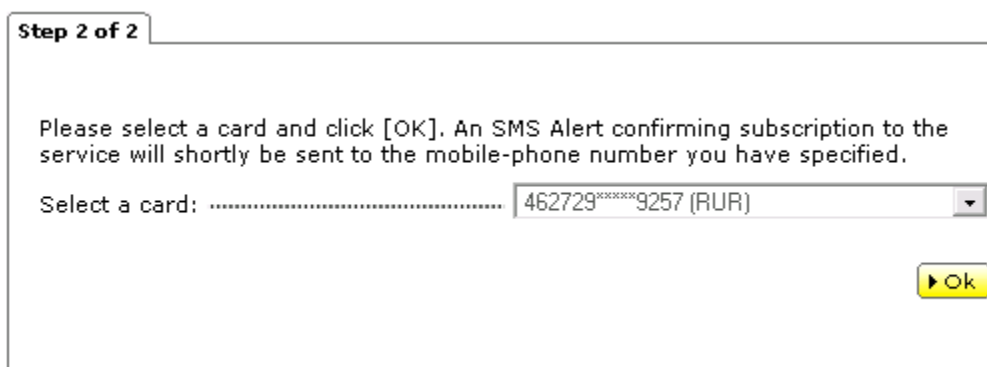 Step 2 of 2
Please select a card and click [OK]. An SMS Alert confirming subscription to the
service will shortly be sent to the mobile-phone number you have specified.
Select a card: 462729*****9257 (RUR)
Ok